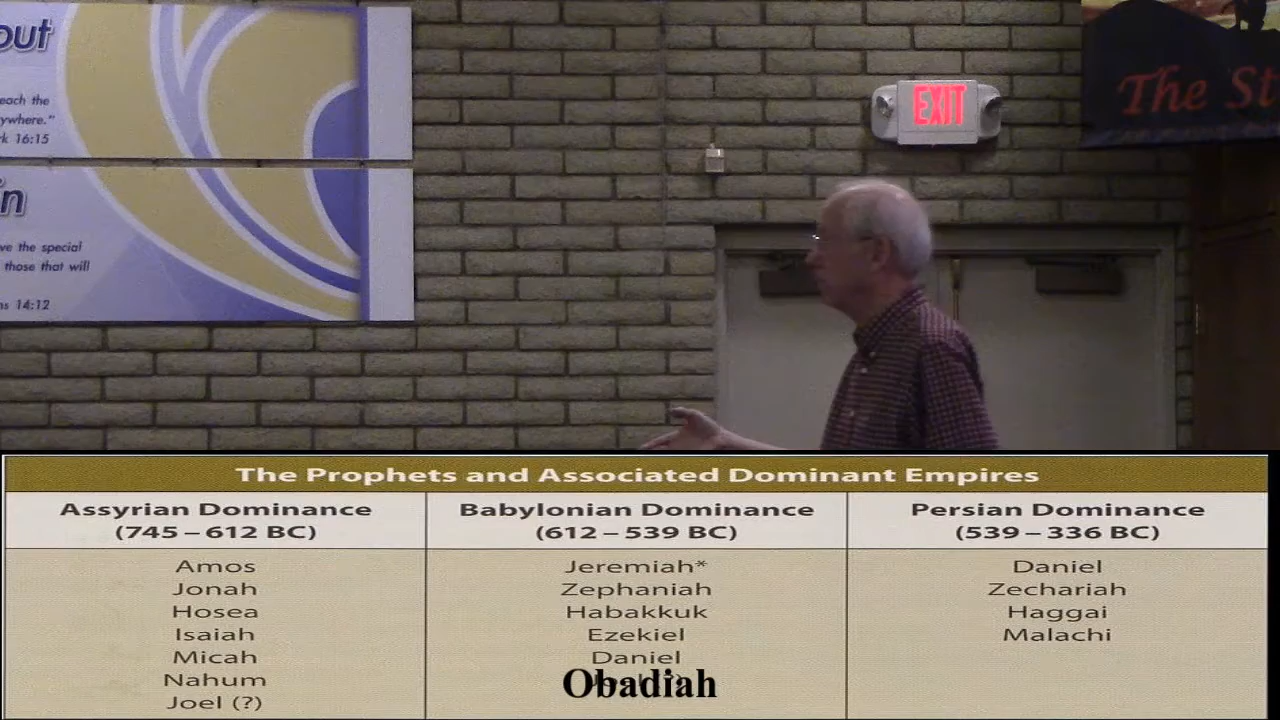 out
each the
ywhere."
rk 16:15
in
ve the special
those that will
ns 14:12
EXIT
The St
The Prophets and Associated Dominant Empires
Assyrian Dominance
(745 – 612 BC)
Babylonian Dominance
(612 – 539 BC)
Persian Dominance
(539 – 336 BC)
Amos
Jonah
Hosea
Isaiah
Micah
Nahum
Joel (?)
Jeremiah*
Zephaniah
Habakkuk
Ezekiel
Daniel
Obadiah
Daniel
Zechariah
Haggai
Malachi